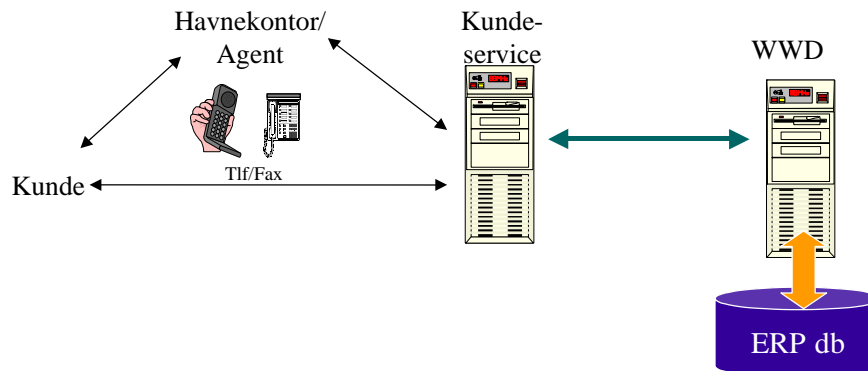 Havnekontor/
Agent
Kunde-
service
WWD
Tlf/Fax
Kunde
ERP db